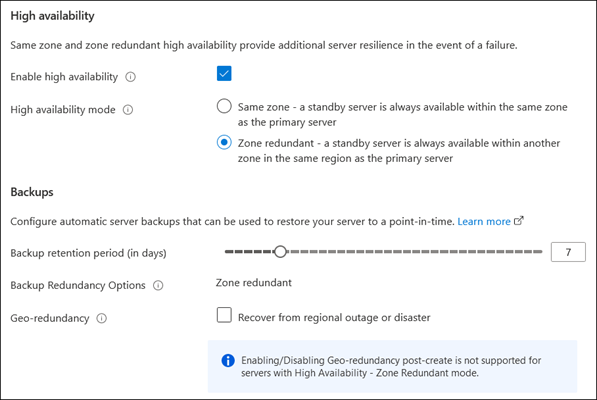 High availability
Same zone and zone redundant high availability provide additional server resilience in the event of a failure.
Enable high availability
High availability mode
Same zone - a standby server is always available within the same zone
as the primary server
Zone redundant - a standby server is always available within another
zone in the same region as the primary server
Backups
Configure automatic server backups that can be used to restore your server to a point-in-time. Learn more
Backup retention period (in days)
7
Backup Redundancy Options
Zone redundant
Geo-redundancy
Recover from regional outage or disaster
Enabling/Disabling Geo-redundancy post-create is not supported for
servers with High Availability - Zone Redundant mode.